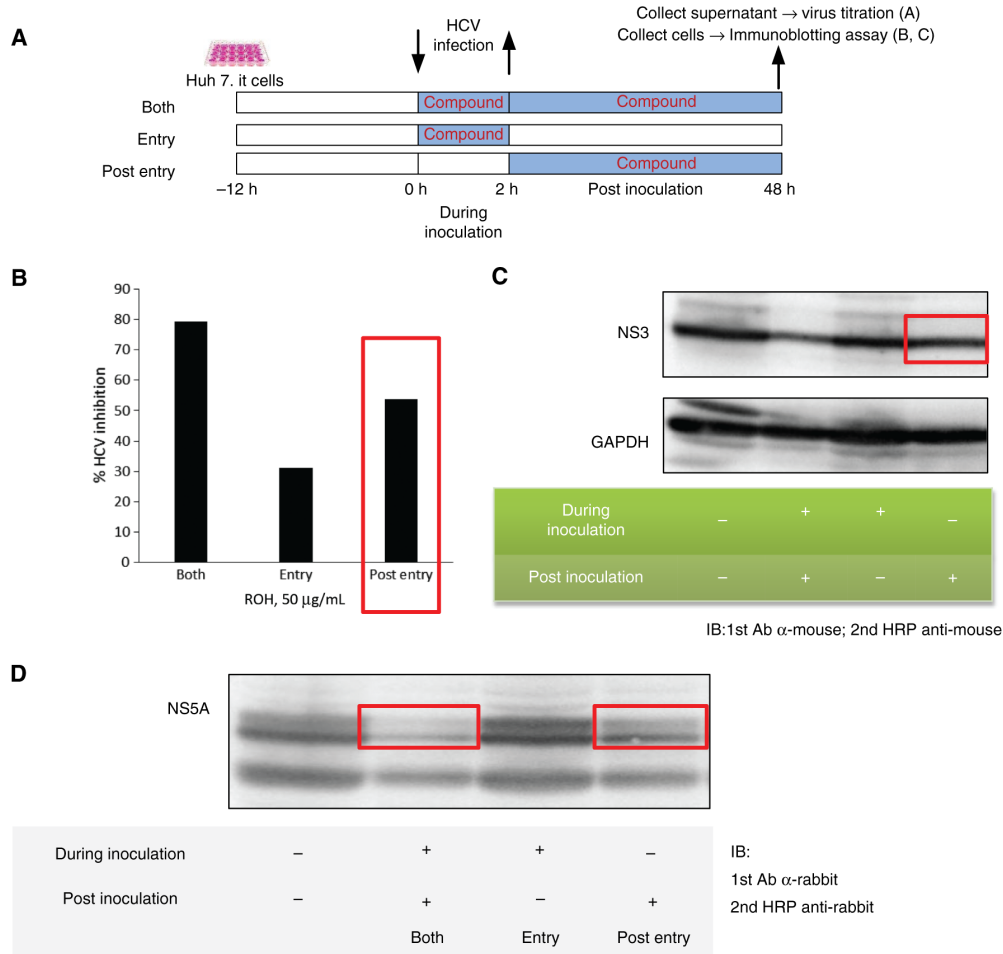 A
HCV
infection
Collect supernatant → virus titration (A)
Collect cells → Immunoblotting assay (B, C)
Huh 7. it cells
Both Compound Compound
Entry Compound
Post entry Compound
–12 h 0 h 2 h Post inoculation 48 h
During
inoculation
B
% HCV inhibition
90
80
70
60
50
40
30
20
10
0
Both Entry Post entry
ROH, 50 µg/mL
C
NS3
GAPDH
During
inoculation – + + –
Post inoculation – + – +
IB:1st Ab α-mouse; 2nd HRP anti-mouse
D
NS5A
During inoculation – + + –
Post inoculation – + – +
Both Entry Post entry
IB:
1st Ab α-rabbit
2nd HRP anti-rabbit